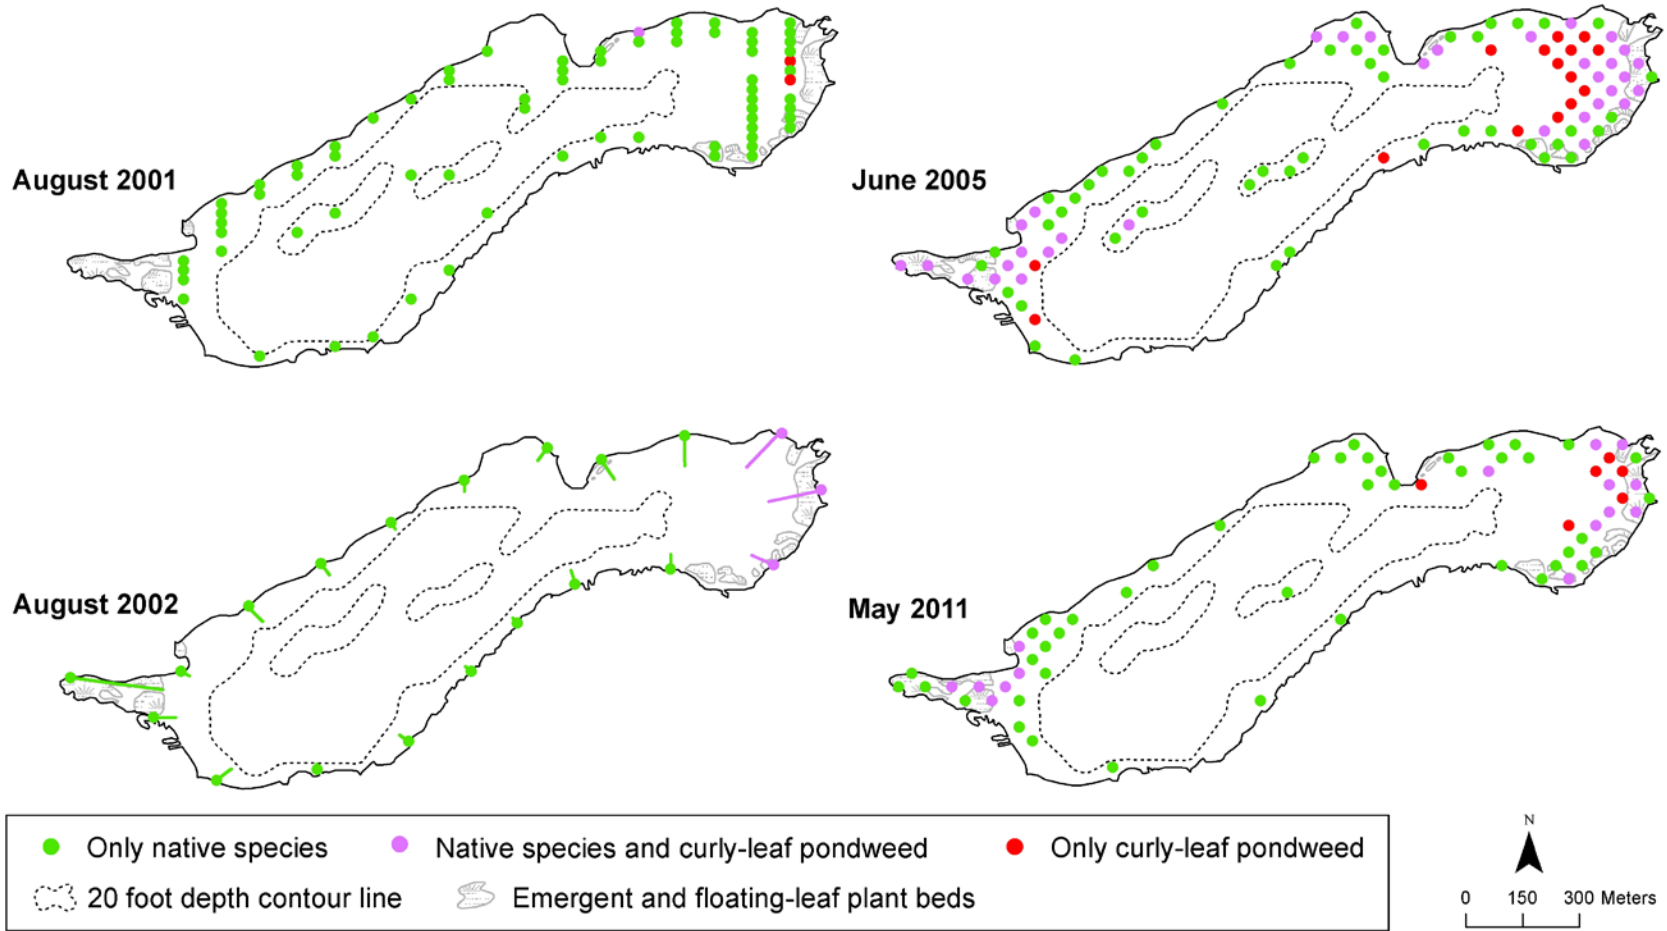 August 2001
June 2005
August 2002
May 2011
Only native species
Native species and curly-leaf pondweed
Only curly-leaf pondweed
20 foot depth contour line
Emergent and floating-leaf plant beds
N
0 150 300 Meters